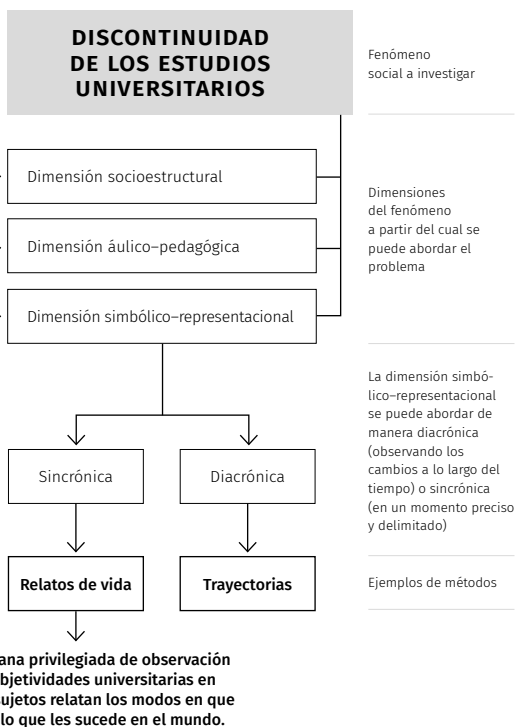 DISCONTINUIDAD
DE LOS ESTUDIOS
UNIVERSITARIOS
Fenómeno
social a investigar
Dimensión socioestructural
Dimensión áulico–pedagógica
Dimensión simbólico–representacional
Dimensiones
del fenómeno
a partir del cual se
puede abordar el
problema
La dimensión simbó-
lico–representacional
se puede abordar de
manera diacrónica
(observando los
cambios a lo largo del
tiempo) o sincrónica
(en un momento preciso
y delimitado)
Sincrónica
Diacrónica
Relatos de vida
Trayectorias
Ejemplos de métodos
privilegiada de observación
universitarias en
relatan los modos en que
lo que les sucede en el mundo.